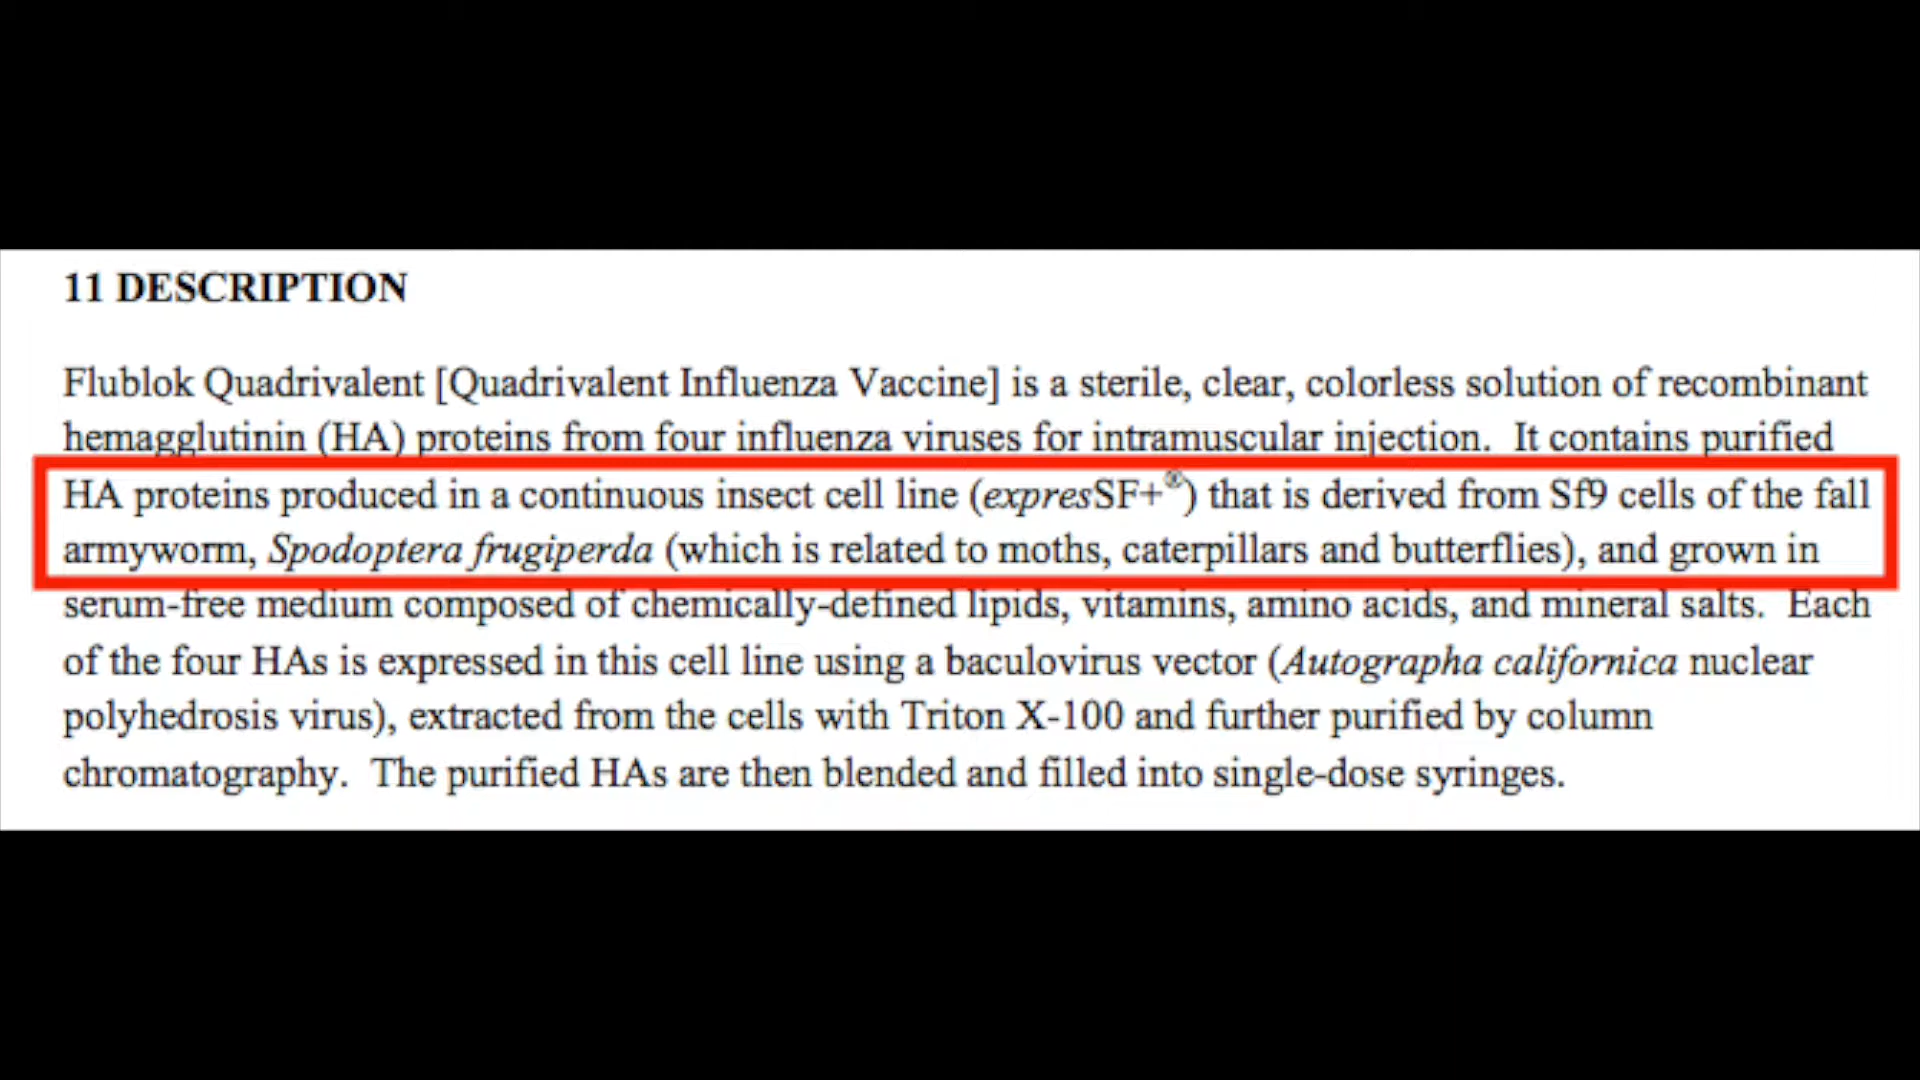 11 DESCRIPTION
Flublok Quadrivalent [Quadrivalent Influenza Vaccine] is a sterile, clear, colorless solution of recombinant
hemagglutinin (HA) proteins from four influenza viruses for intramuscular injection. It contains purified
HA proteins produced in a continuous insect cell line (expresSF+®) that is derived from Sf9 cells of the fall
armyworm, Spodoptera frugiperda (which is related to moths, caterpillars and butterflies), and grown in
serum-free medium composed of chemically-defined lipids, vitamins, amino acids, and mineral salts. Each
of the four HAs is expressed in this cell line using a baculovirus vector (Autographa californica nuclear
polyhedrosis virus), extracted from the cells with Triton X-100 and further purified by column
chromatography. The purified HAs are then blended and filled into single-dose syringes.